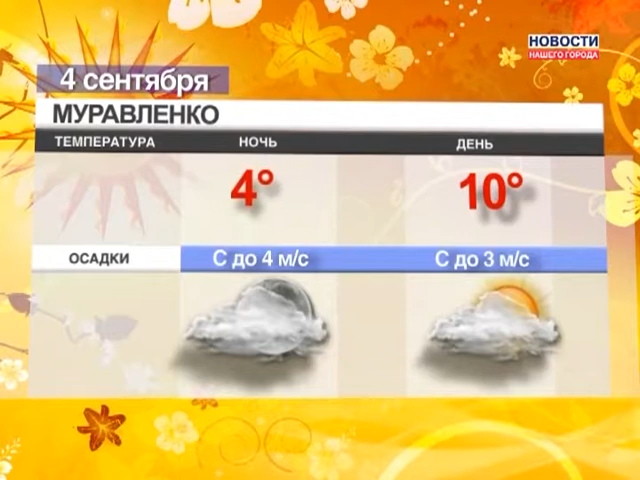 НОВОСТИ
НАШЕГО ГОРОДА
4 сентября
МУРАВЛЕНКО
ТЕМПЕРАТУРА НОЧЬ ДЕНЬ
4° 10°
ОСАДКИ С до 4 м/с С до 3 м/с